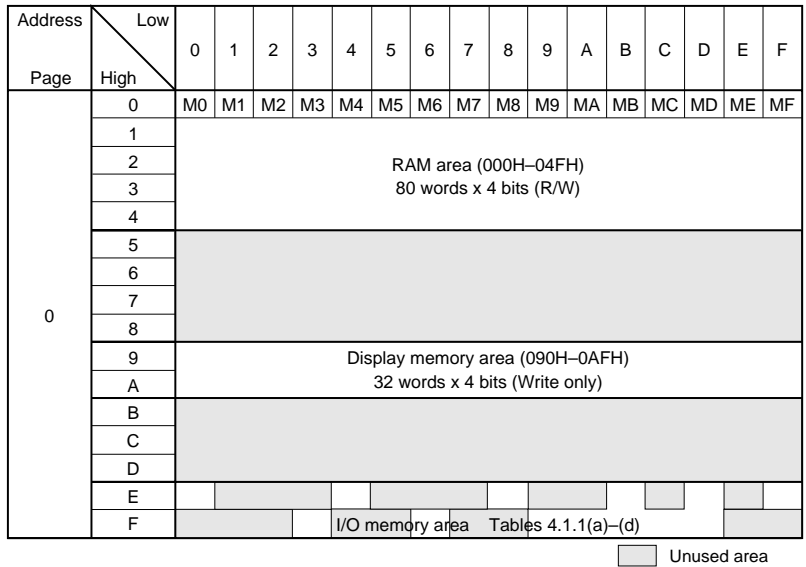 Address Low
0 1 2 3 4 5 6 7 8 9 A B C D E F
Page High
0 M0 M1 M2 M3 M4 M5 M6 M7 M8 M9 MA MB MC MD ME MF
1
2 RAM area (000H–04FH)
3 80 words x 4 bits (R/W)
4
5
6
7
0
8
9 Display memory area (090H–0AFH)
A 32 words x 4 bits (Write only)
B
C
D
E
F I/O memory area Tables 4.1.1(a)–(d)
Unused area